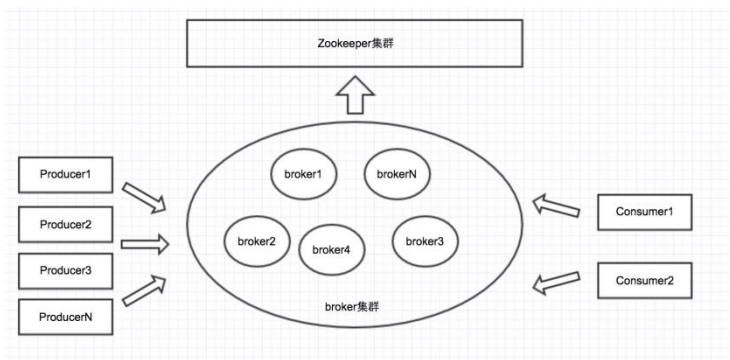 Zookeeper集群
broker1
brokerN
Producer1
Producer2
Producer3
ProducerN
broker2
broker4
broker3
broker集群
Consumer1
Consumer2